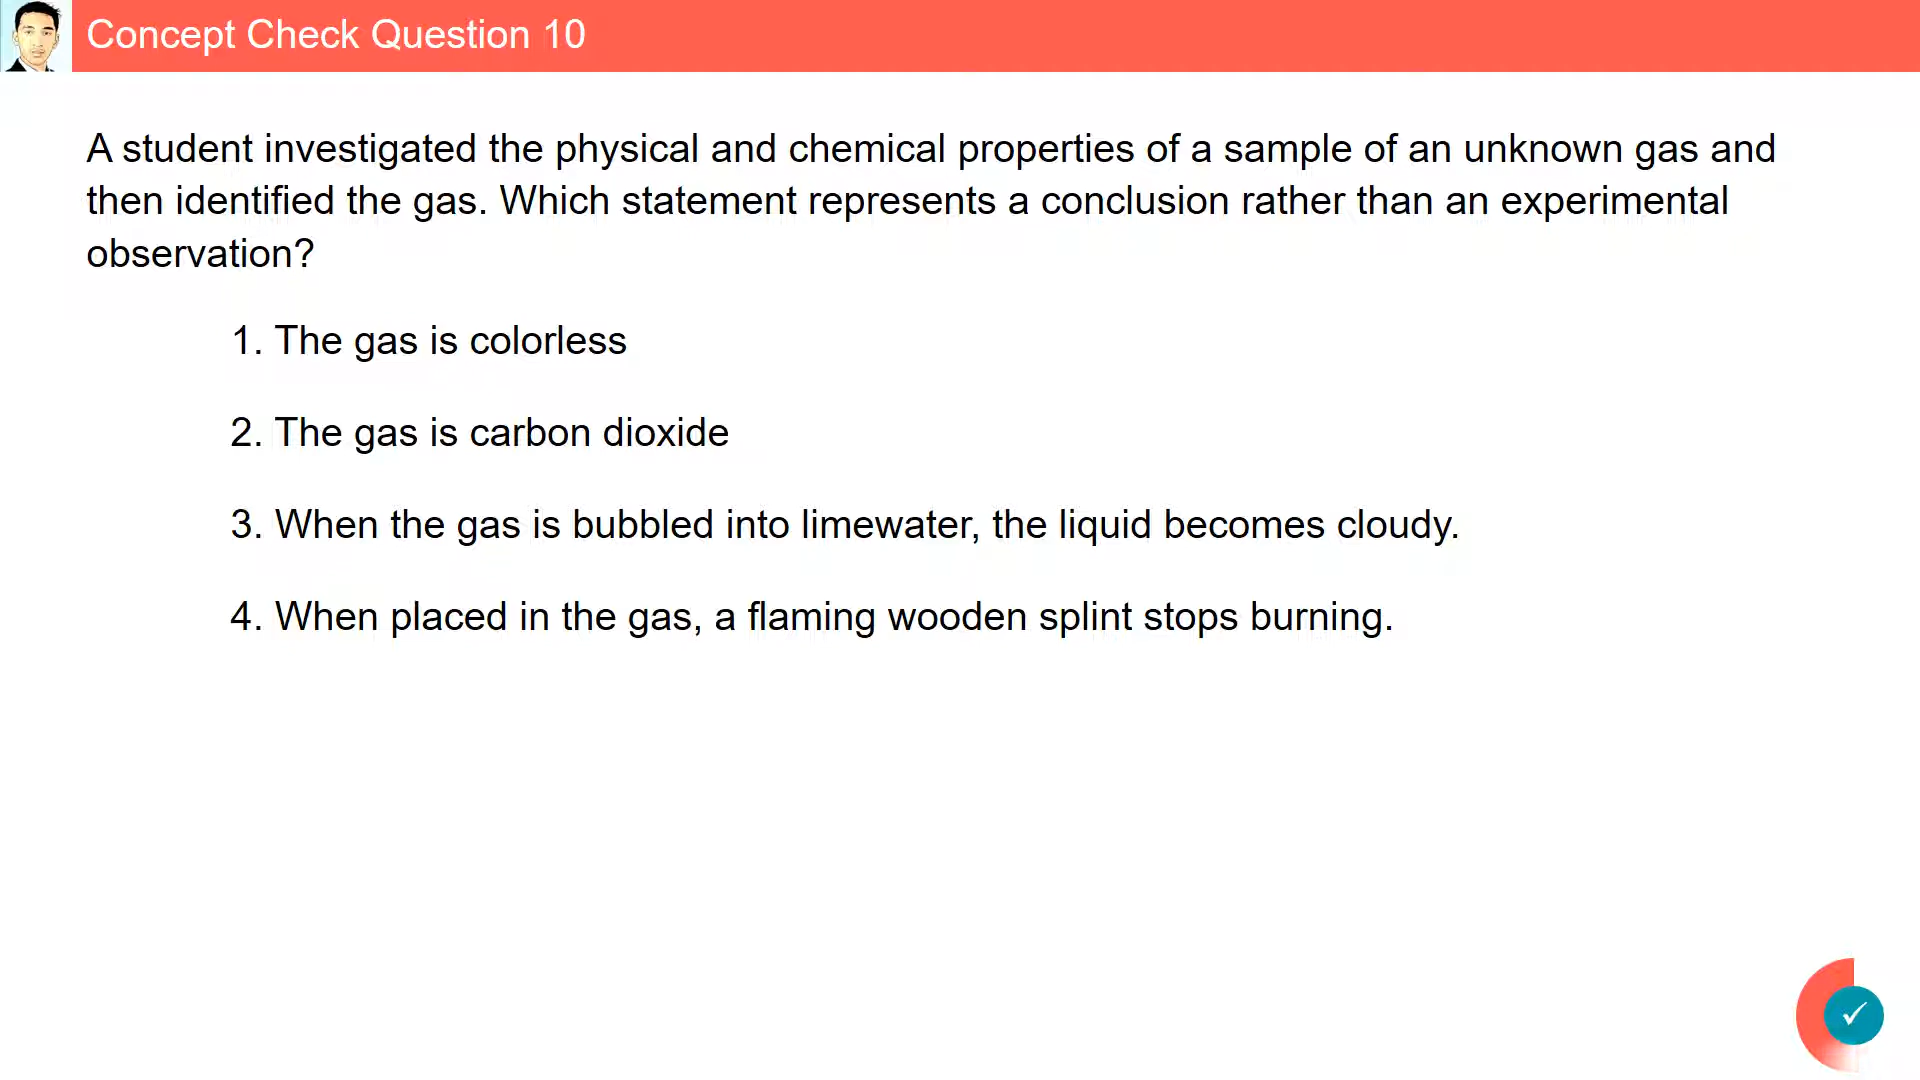 Concept Check Question 10
A student investigated the physical and chemical properties of a sample of an unknown gas and
then identified the gas. Which statement represents a conclusion rather than an experimental
observation?
1. The gas is colorless
2. The gas is carbon dioxide
3. When the gas is bubbled into limewater, the liquid becomes cloudy.
4. When placed in the gas, a flaming wooden splint stops burning.